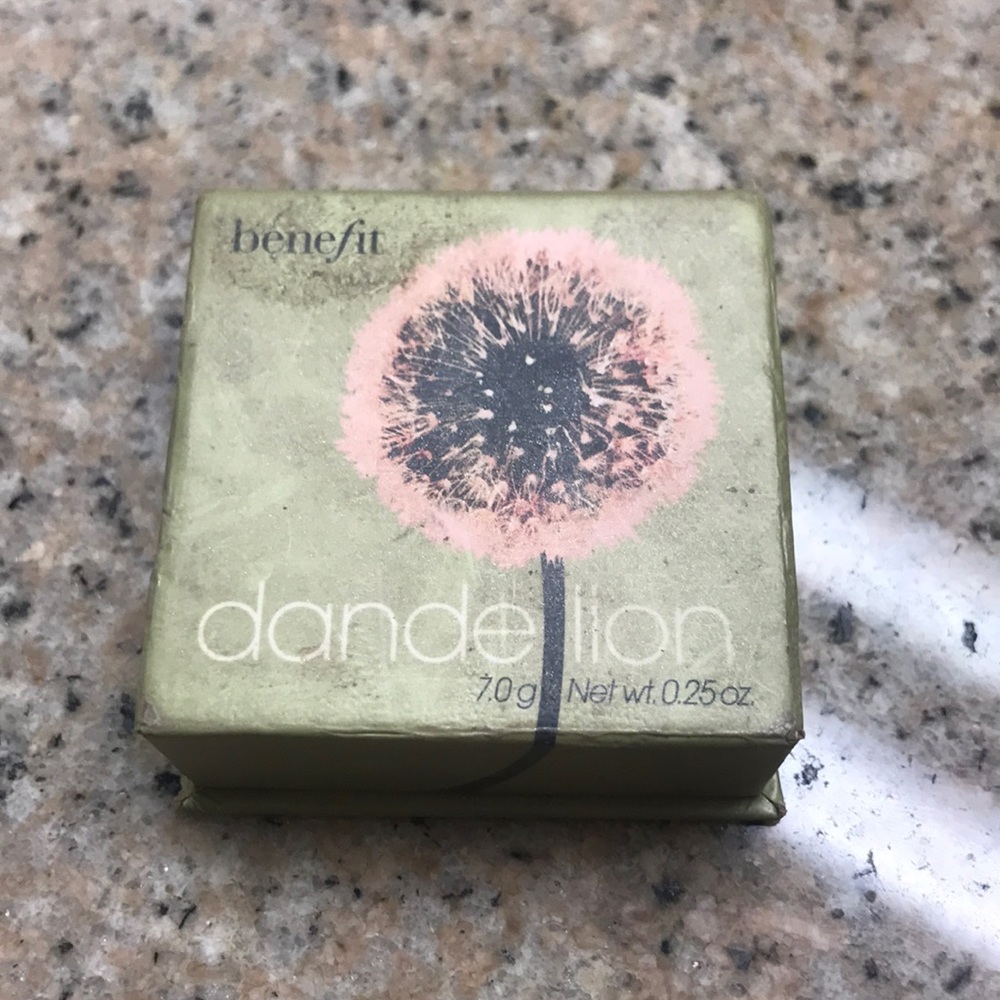 benefit
dandelion
7.0 g Net wt. 0.25 oz.